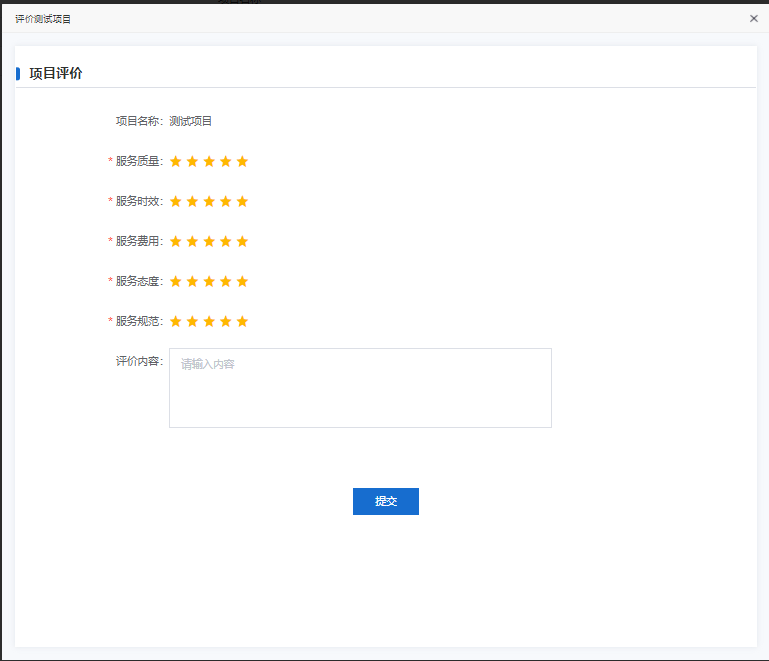 评价测试项目
项目评价
项目名称: 测试项目
* 服务质量:
* 服务时效:
* 服务费用:
* 服务态度:
* 服务规范:
评价内容: 请输入内容
提交